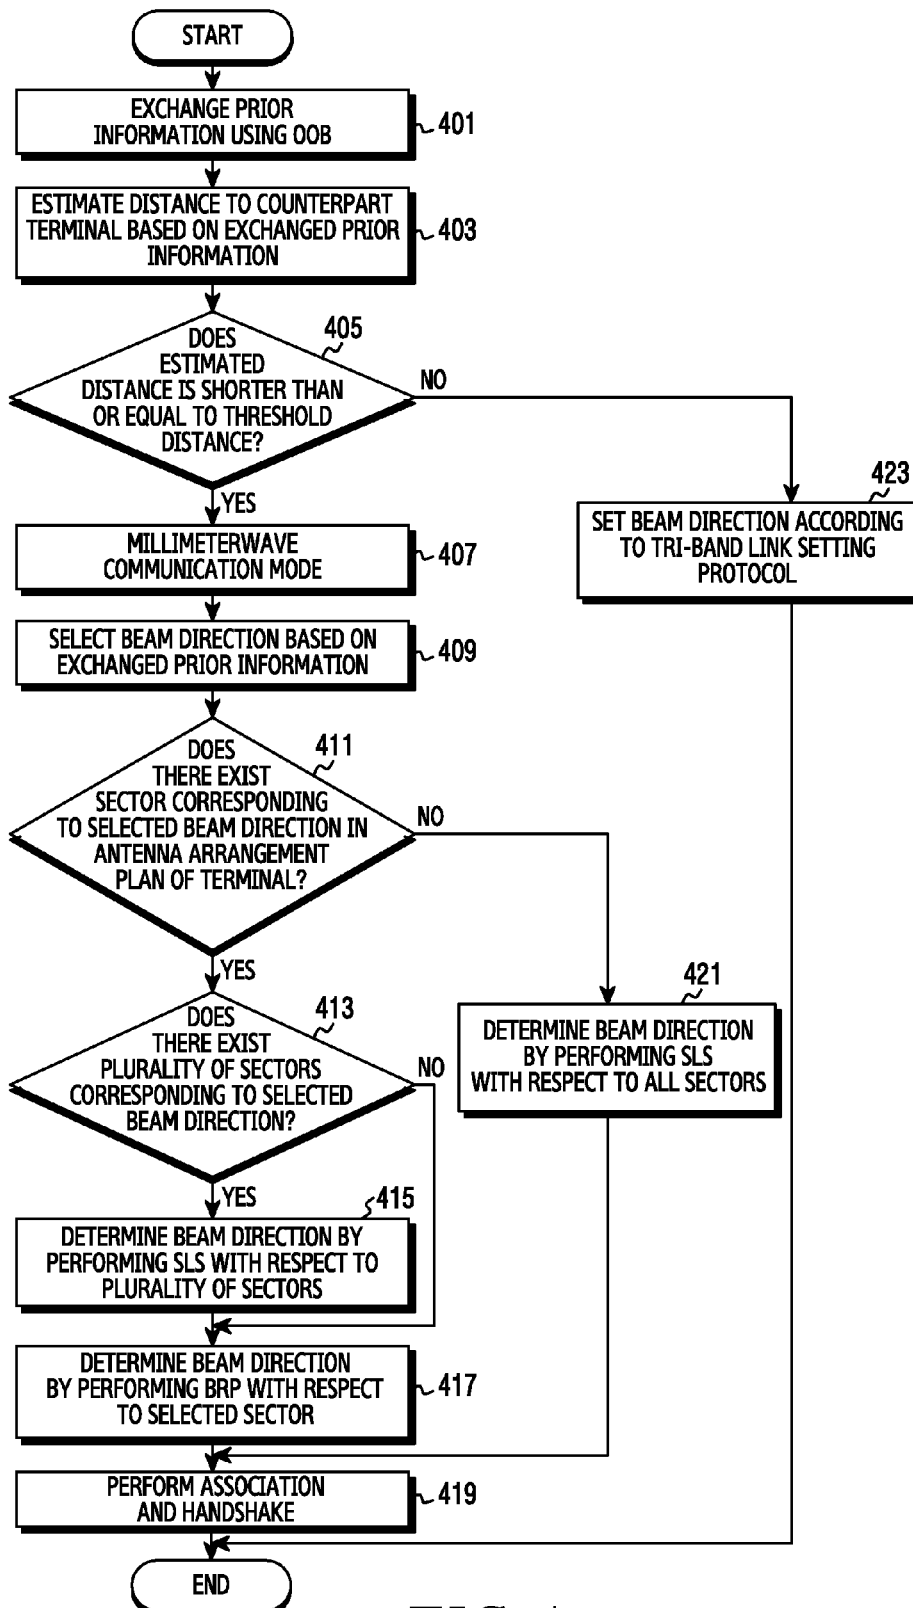 START
EXCHANGE PRIOR
INFORMATION USING OOB
401
ESTIMATE DISTANCE TO COUNTERPART
TERMINAL BASED ON EXCHANGED PRIOR
INFORMATION
403
405
DOES
ESTIMATED
DISTANCE IS SHORTER THAN
OR EQUAL TO THRESHOLD
DISTANCE?
NO
YES
423
SET BEAM DIRECTION ACCORDING
TO TRI-BAND LINK SETTING
PROTOCOL
MILLIMETERWAVE
COMMUNICATION MODE
407
SELECT BEAM DIRECTION BASED ON
EXCHANGED PRIOR INFORMATION
409
411
DOES
THERE EXIST
SECTOR CORRESPONDING
TO SELECTED BEAM DIRECTION IN
ANTENNA ARRANGEMENT
PLAN OF TERMINAL?
NO
YES
421
DETERMINE BEAM DIRECTION
BY PERFORMING SLS
WITH RESPECT TO ALL SECTORS
413
DOES
THERE EXIST
PLURALITY OF SECTORS
CORRESPONDING TO SELECTED
BEAM DIRECTION?
NO
YES
415
DETERMINE BEAM DIRECTION BY
PERFORMING SLS WITH RESPECT TO
PLURALITY OF SECTORS
DETERMINE BEAM DIRECTION
BY PERFORMING BRP WITH RESPECT
TO SELECTED SECTOR
417
PERFORM ASSOCIATION
AND HANDSHAKE
419
END